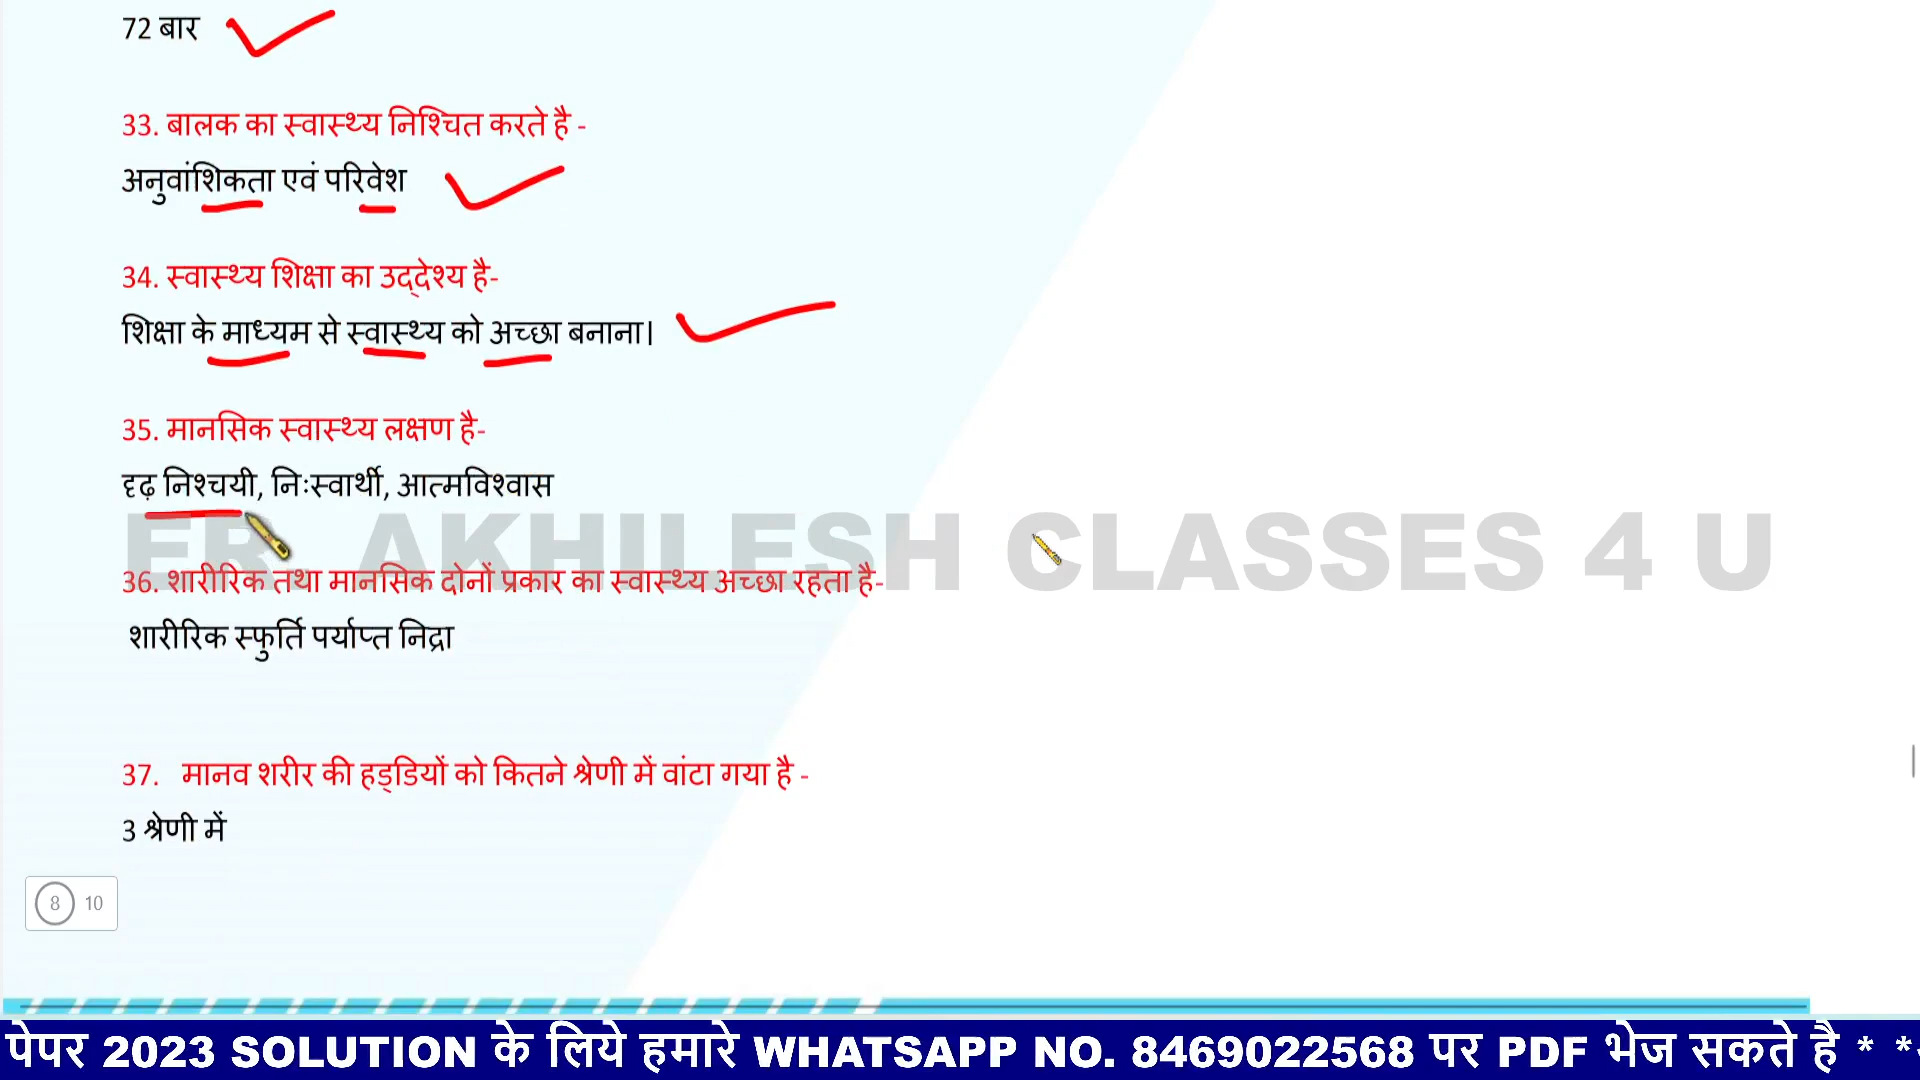 72 बार
33. बालक का स्वास्थ्य निश्चित करते है -
अनुवांशिकता एवं परिवेश
34. स्वास्थ्य शिक्षा का उद्देश्य है-
शिक्षा के माध्यम से स्वास्थ्य को अच्छा बनाना।
35. मानसिक स्वास्थ्य लक्षण है-
दृढ़ निश्चयी, निःस्वार्थी, आत्मविश्वास
ER. AKHILESH CLASSES 4 U
36. शारीरिक तथा मानसिक दोनों प्रकार का स्वास्थ्य अच्छा रहता है-
शारीरिक स्फुर्ति पर्याप्त निद्रा
37. मानव शरीर की हड्डियों को कितने श्रेणी में वांटा गया है -
3 श्रेणी में
8 10
पेपर 2023 SOLUTION के लिये हमारे WHATSAPP NO. 8469022568 पर PDF भेज सकते है * *